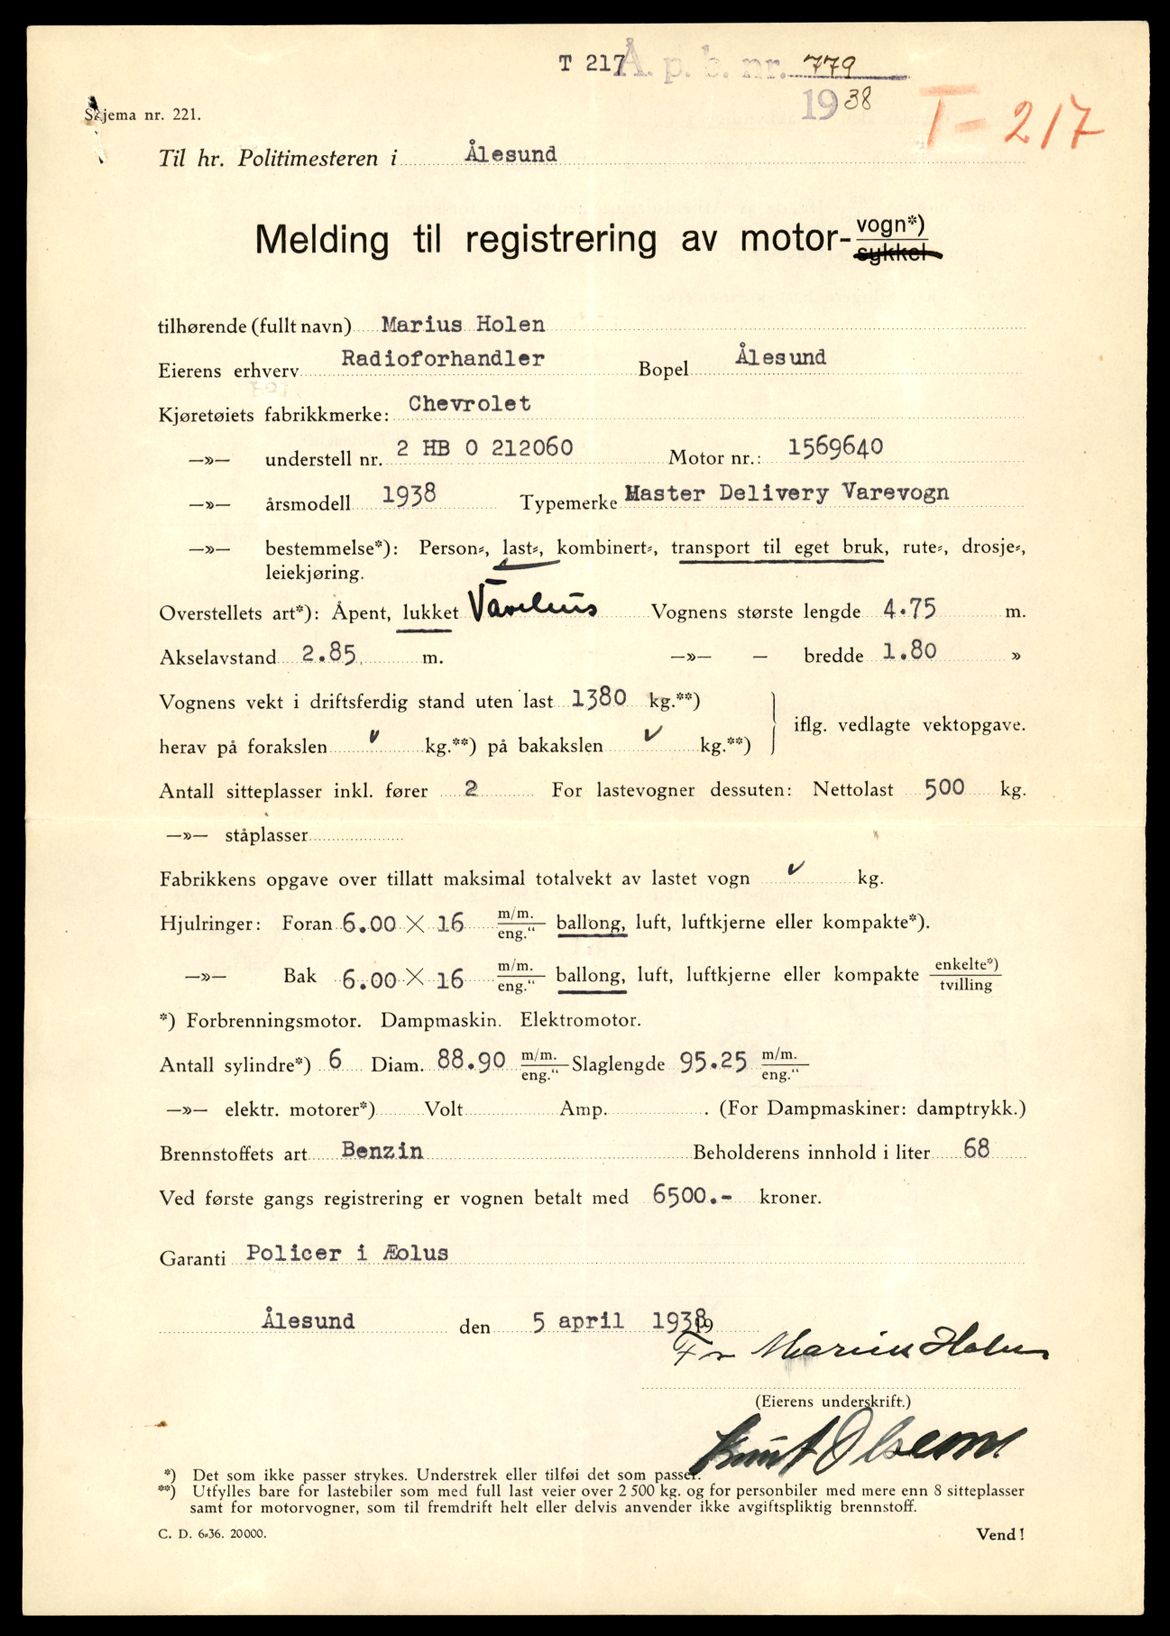 T 217 Å. p. k. nr. 779
1938
T-217
Skjema nr. 221.
Til hr. Politimesteren i Ålesund
Melding til registrering av motor- vogn*) sykkel
tilhørende (fullt navn) Marius Holen
Eierens erhverv Radioforhandler Bopel Ålesund
Kjøretøiets fabrikkmerke: Chevrolet
—»— understell nr. 2 HB 0 212060 Motor nr.: 1569640
—»— årsmodell 1938 Typemerke Master Delivery Varevogn
—»— bestemmelse*): Person-, last-, kombinert-, transport til eget bruk, rute-, drosje-,
leiekjøring.
Overstellets art*): Åpent, lukket Varehus Vognens største lengde 4.75 m.
Akselavstand 2.85 m. —»— — bredde 1.80 »
Vognens vekt i driftsferdig stand uten last 1380 kg.**)
iflg. vedlagte vektopgave.
herav på forakslen v kg.**) på bakakslen v kg.**)
Antall sitteplasser inkl. fører 2 For lastevogner dessuten: Nettolast 500 kg.
—»— ståplasser
Fabrikkens opgave over tillatt maksimal totalvekt av lastet vogn v kg.
Hjulringer: Foran 6.00 X 16 m/m. eng." ballong, luft, luftkjerne eller kompakte*).
—»— Bak 6.00 X 16 m/m. eng." ballong, luft, luftkjerne eller kompakte enkelte*) tvilling
*) Forbrenningsmotor. Dampmaskin. Elektromotor.
Antall sylindre*) 6 Diam. 88.90 m/m. eng." Slaglengde 95.25 m/m. eng."
—»— elektr. motorer*) Volt Amp. . (For Dampmaskiner: damptrykk.)
Brennstoffets art Benzin Beholderens innhold i liter 68
Ved første gangs registrering er vognen betalt med 6500.- kroner.
Garanti Policer i Æolus
Ålesund den 5 april 1938 19
Fr Marius Holen
(Eierens underskrift.)
Knut Olsen
*) Det som ikke passer strykes. Understrek eller tilføi det som passer.
**) Utfylles bare for lastebiler som med full last veier over 2 500 kg. og for personbiler med mere enn 8 sitteplasser
samt for motorvogner, som til fremdrift helt eller delvis anvender ikke avgiftspliktig brennstoff.
C. D. 6-36. 20000. Vend!